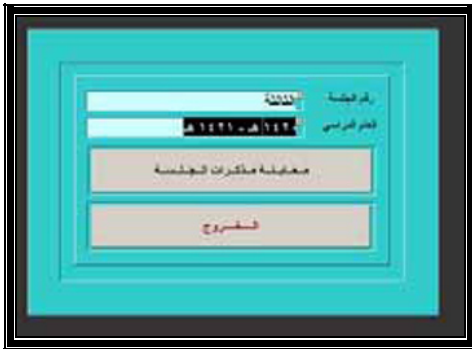 رقم الجلسة الثالثة
العام الدراسي ١٤٢٠ هـ - ١٤٢١ هـ
معاينة مذكرات الجلسة
الخروج